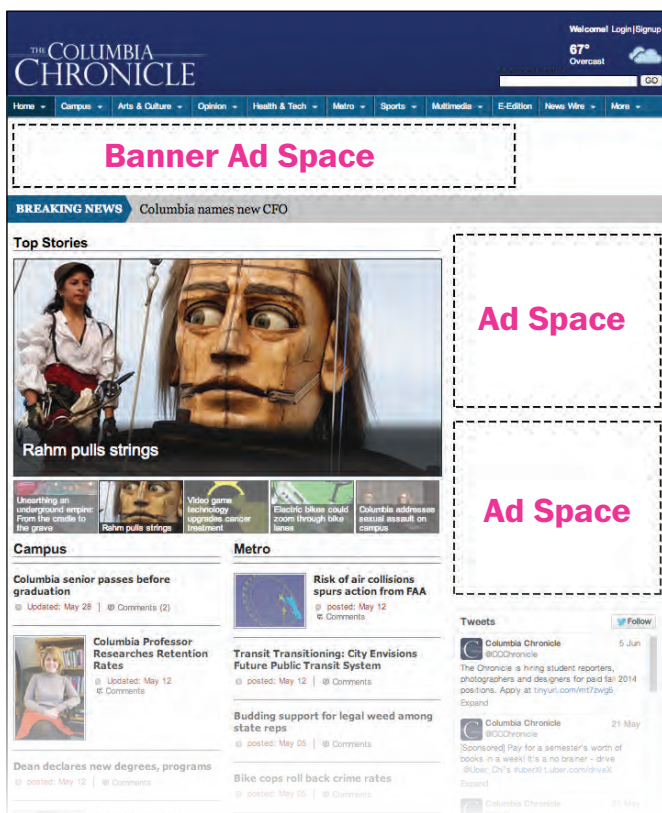 Welcome! Login|Signup
THE COLUMBIA
CHRONICLE
67°
Overcast
GO
Home Campus Arts & Culture Opinion Health & Tech Metro Sports Multimedia E-Edition News Wire More
Banner Ad Space
BREAKING NEWS Columbia names new CFO
Top Stories
Rahm pulls strings
Ad Space
Ad Space
Unearthing an
underground empire:
From the cradle to
the grave
Rahm pulls strings
Video game
technology
upgrades cancer
treatment
Electric bikes could
zoom through bike
lanes
Columbia addresses
sexual assault on
campus
Campus
Columbia senior passes before
graduation
Updated: May 28 | Comments (2)
Columbia Professor
Researches Retention
Rates
Updated: May 12
Comments
Dean declares new degrees, programs
posted: May 12 | Comments
Metro
Risk of air collisions
spurs action from FAA
posted: May 12
Comments
Transit Transitioning: City Envisions
Future Public Transit System
posted: May 12 | Comments
Budding support for legal weed among
state reps
posted: May 05 | Comments
Bike cops roll back crime rates
posted: May 05 | Comments
Tweets Follow
Columbia Chronicle 5 Jun
@CCChronicle
The Chronicle is hiring student reporters,
photographers and designers for paid fall 2014
positions. Apply at tinyurl.com/mt7zwg6
Expand
Columbia Chronicle 21 May
@CCChronicle
[Sponsored] Pay for a semester's worth of
books in a week! It's a no brainer - drive
@Uber_Chi's #uberX! t.uber.com/driveX
Expand
Columbia Chronicle 21 May